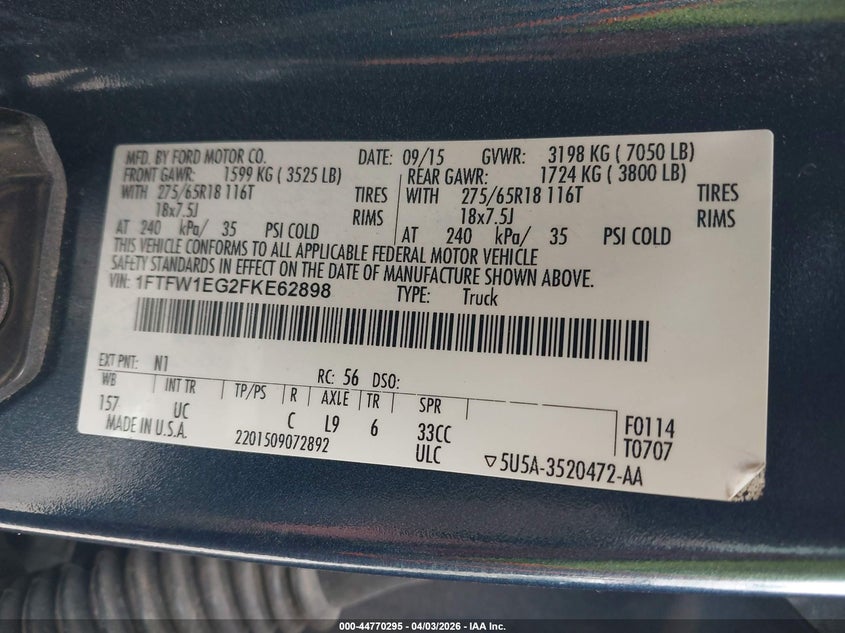 MFD. BY FORD MOTOR CO. DATE: 09/15 GVWR: 3198 KG ( 7050 LB)
FRONT GAWR: 1599 KG ( 3525 LB) REAR GAWR: 1724 KG ( 3800 LB)
WITH 275/65R18 116T TIRES WITH 275/65R18 116T TIRES
18x7.5J RIMS 18x7.5J RIMS
AT 240 kPa/ 35 PSI COLD AT 240 kPa/ 35 PSI COLD
THIS VEHICLE CONFORMS TO ALL APPLICABLE FEDERAL MOTOR VEHICLE
SAFETY STANDARDS IN EFFECT ON THE DATE OF MANUFACTURE SHOWN ABOVE.
VIN: 1FTFW1EG2FKE62898 TYPE: Truck
EXT PNT: N1 RC: 56 DSO:
WB INT TR TP/PS R AXLE TR SPR
157 UC C L9 6 33CC F0114
MADE IN U.S.A. 2201509072892 ULC T0707
▽5U5A-3520472-AA
000-44770295 - 04/03/2026 - IAA Inc.